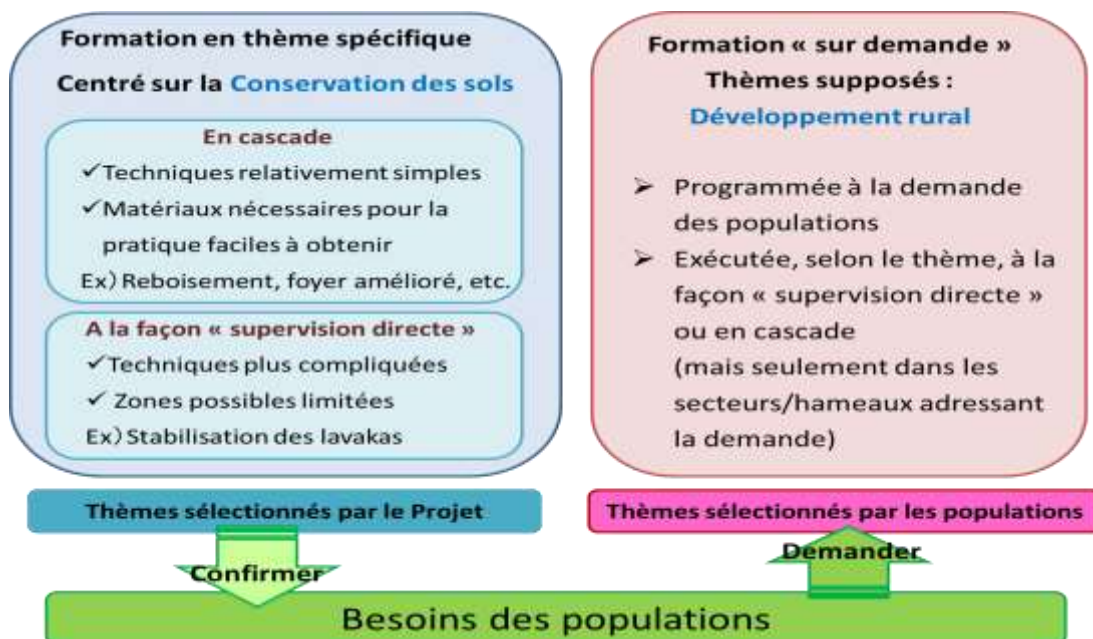 Formation en thème spécifique
Centré sur la Conservation des sols
En cascade
✓Techniques relativement simples
✓Matériaux nécessaires pour la
pratique faciles à obtenir
Ex) Reboisement, foyer amélioré, etc.
A la façon « supervision directe »
✓Techniques plus compliquées
✓ Zones possibles limitées
Ex) Stabilisation des lavakas
Thèmes sélectionnés par le Projet
Confirmer
Formation « sur demande »
Thèmes supposés :
Développement rural
➢ Programmée à la demande
des populations
➢ Exécutée, selon le thème, à la
façon « supervision directe »
ou en cascade
(mais seulement dans les
secteurs/hameaux adressant
la demande)
Thèmes sélectionnés par les populations
Demander
Besoins des populations